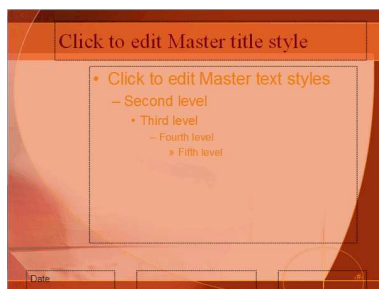 Click to edit Master title style
• Click to edit Master text styles
– Second level
• Third level
– Fourth level
» Fifth level
Date
‹#›